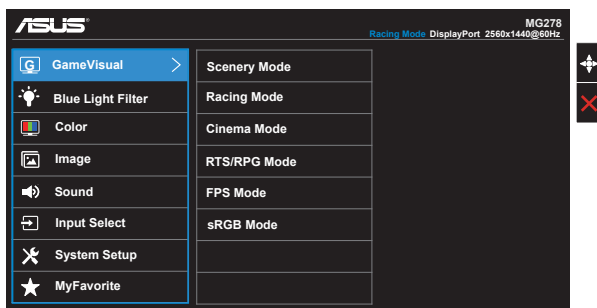 ASUS
MG278
Racing Mode DisplayPort 2560x1440@60Hz
G GameVisual
Blue Light Filter
Color
Image
Sound
Input Select
System Setup
MyFavorite
Scenery Mode
Racing Mode
Cinema Mode
RTS/RPG Mode
FPS Mode
sRGB Mode